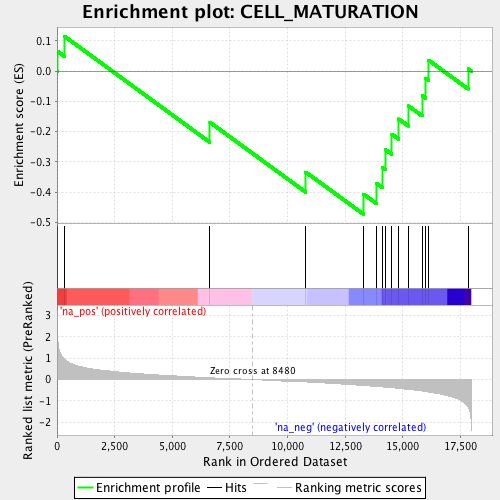 Enrichment plot: CELL_MATURATION
Enrichment score (ES)
0.1
0.0
-0.1
-0.2
-0.3
-0.4
-0.5
'na_pos' (positively correlated)
Ranked list metric (PreRanked)
3
2
1
0
-1
-2
Zero cross at 8480
'na_neg' (negatively correlated)
0 2,500 5,000 7,500 10,000 12,500 15,000 17,500
Rank in Ordered Dataset
Enrichment profile Hits Ranking metric scores